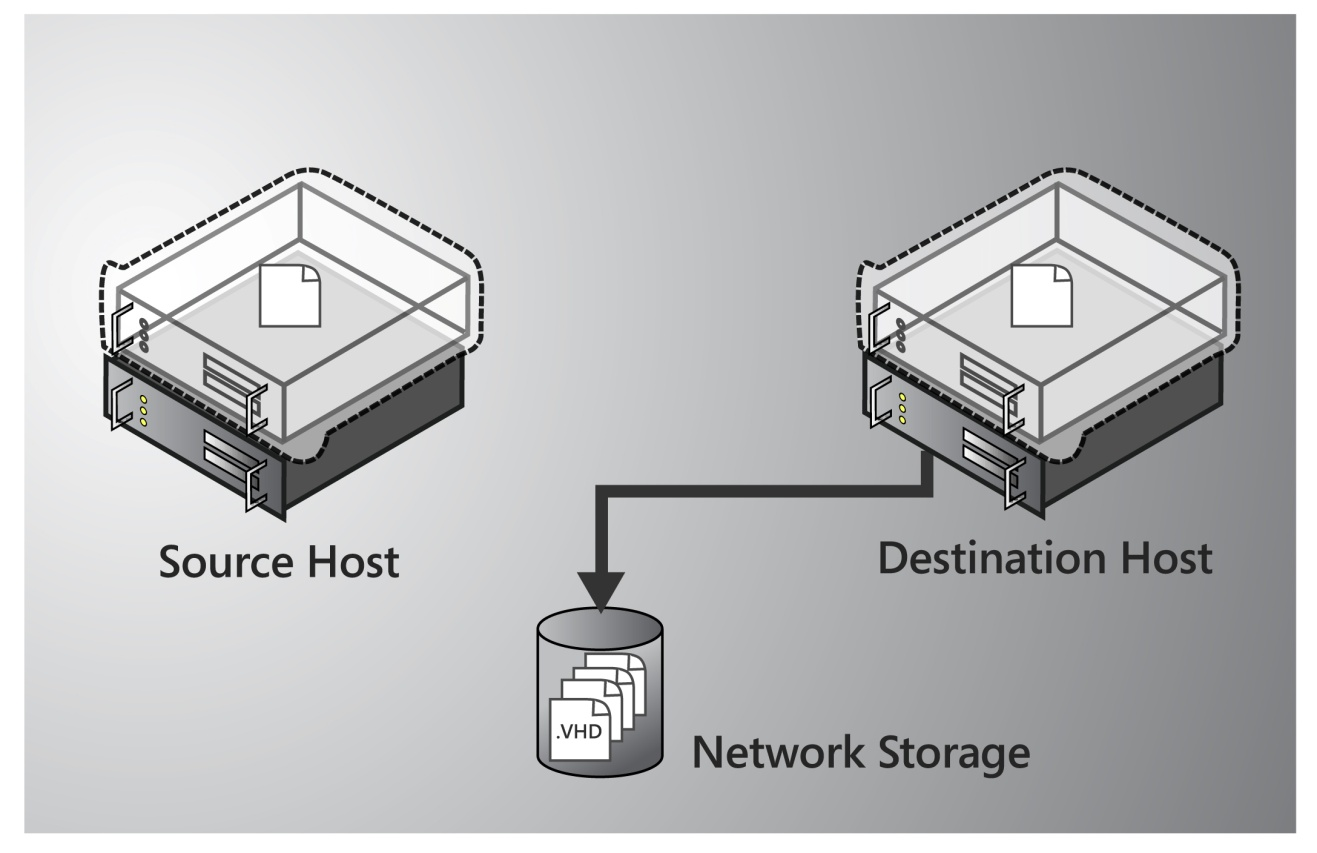 Source Host
Destination Host
.VHD
Network Storage